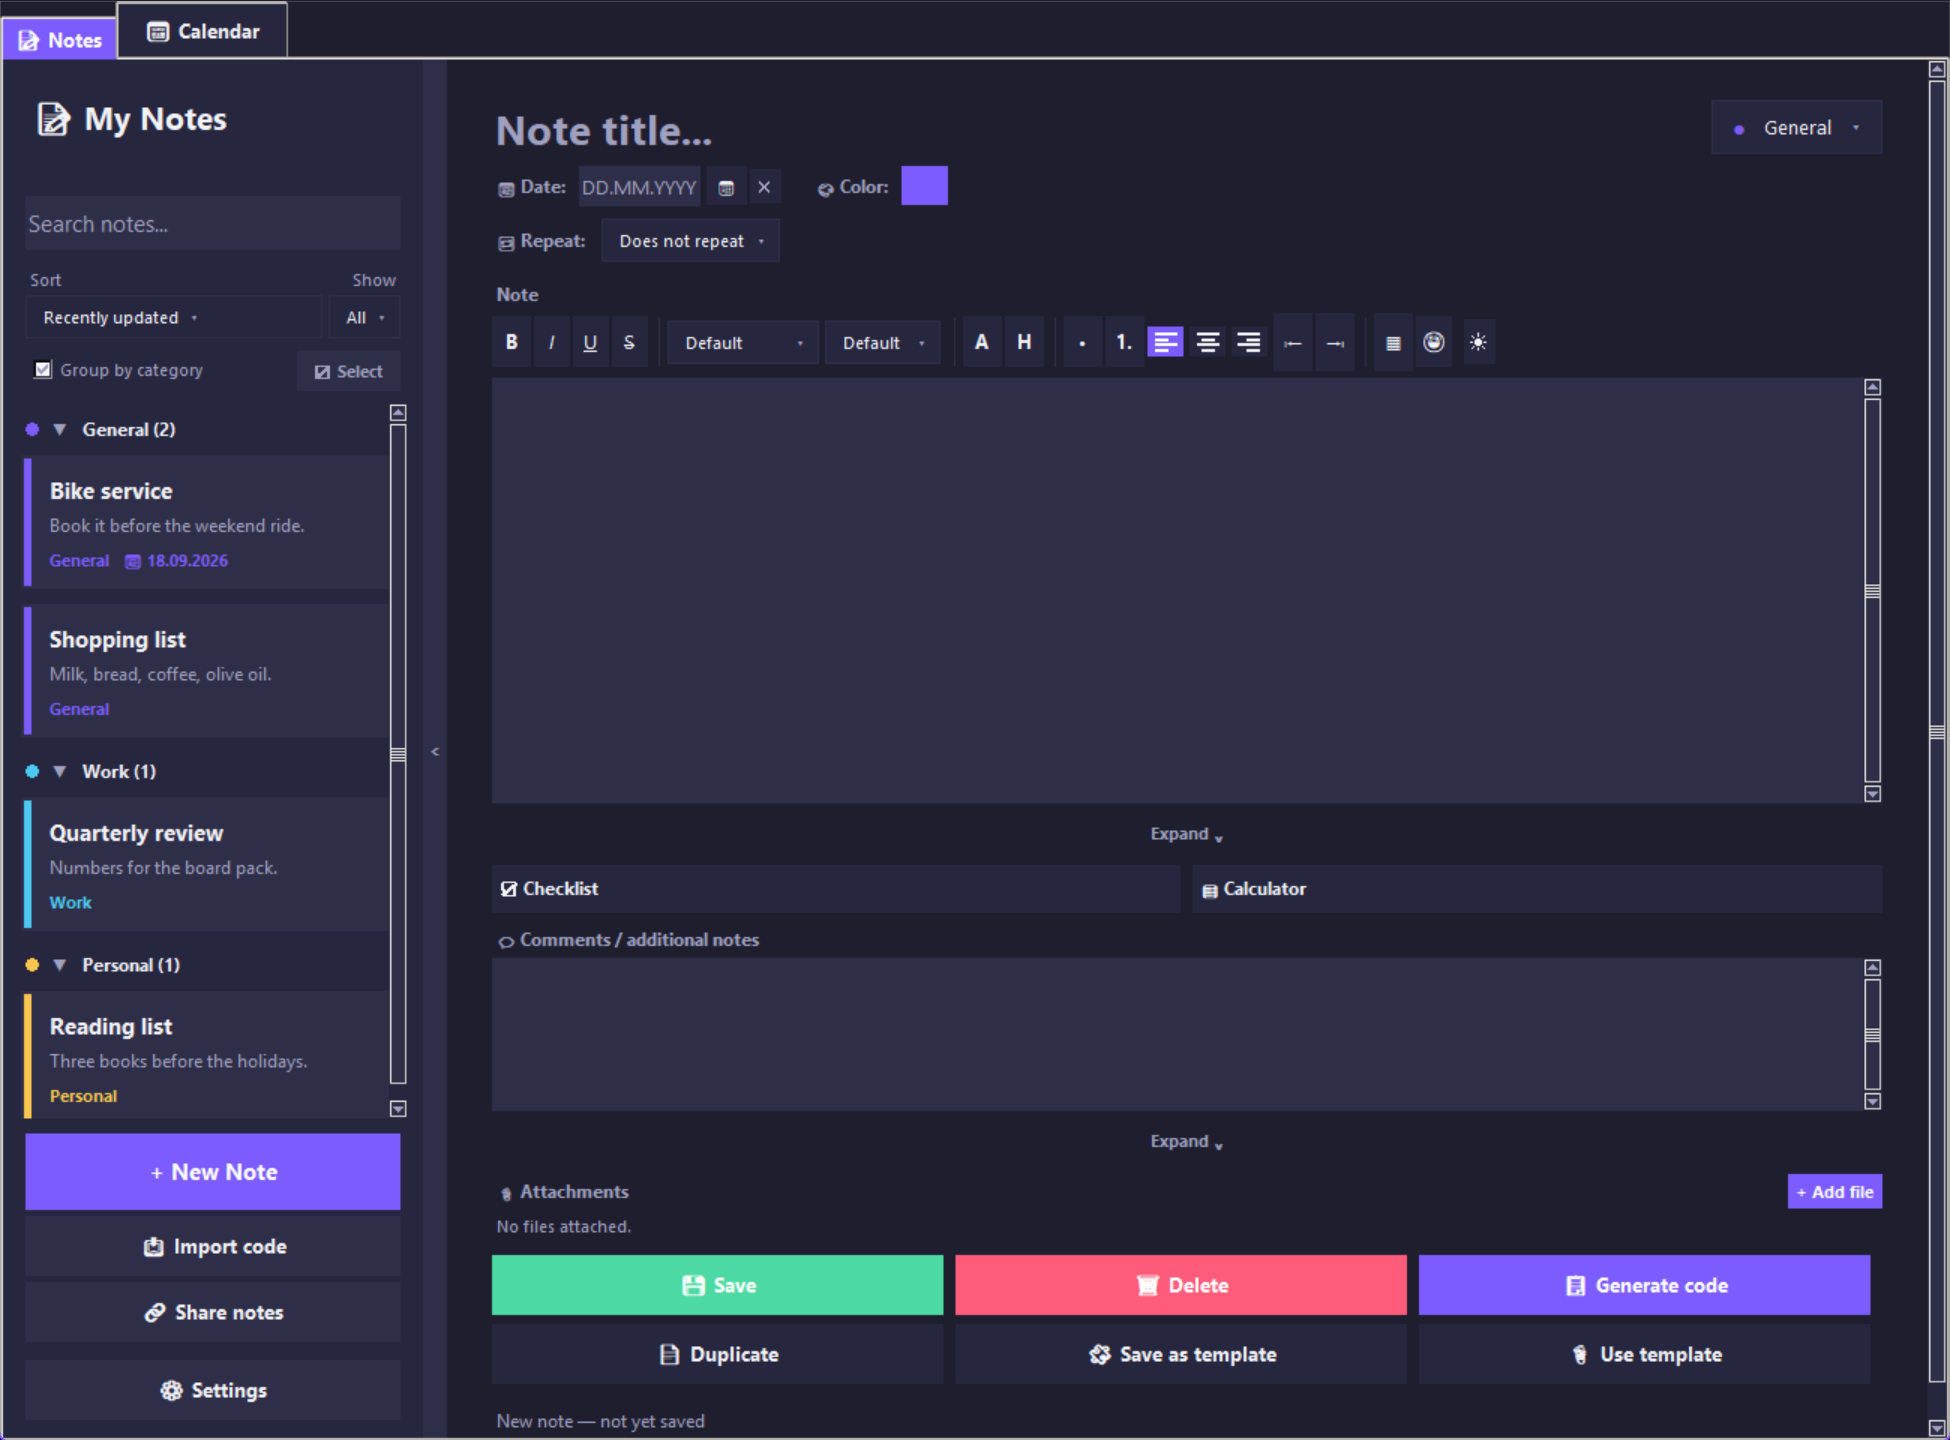 Notes
Calendar
My Notes
Search notes...
Sort
Show
Recently updated
All
Group by category
Select
General (2)
Bike service
Book it before the weekend ride.
General 18.09.2026
Shopping list
Milk, bread, coffee, olive oil.
General
Work (1)
Quarterly review
Numbers for the board pack.
Work
Personal (1)
Reading list
Three books before the holidays.
Personal
+ New Note
Import code
Share notes
Settings
<
Note title...
General
Date: DD.MM.YYYY
Color:
Repeat: Does not repeat
Note
B I U S Default Default A H • 1.
Expand
Checklist
Calculator
Comments / additional notes
Expand
Attachments
+ Add file
No files attached.
Save
Delete
Generate code
Duplicate
Save as template
Use template
New note — not yet saved